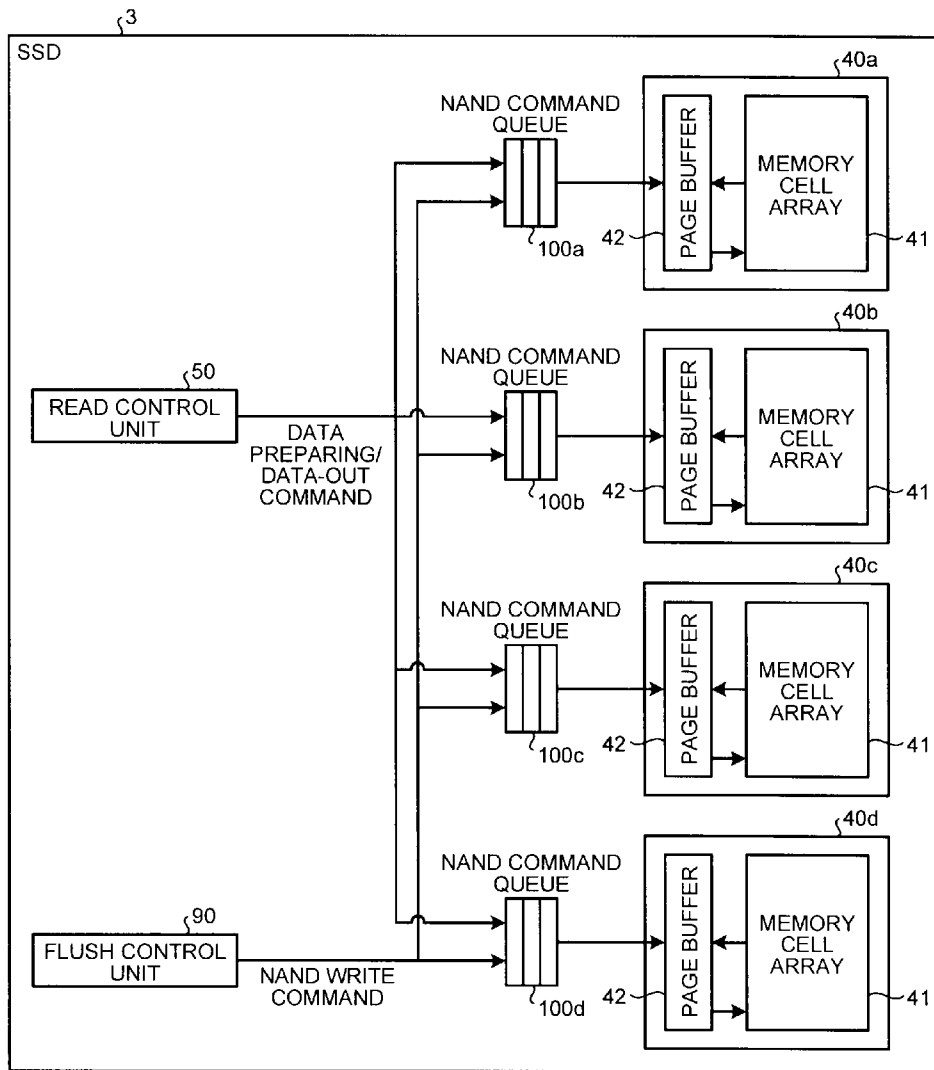 3
SSD
40a
NAND COMMAND
QUEUE
PAGE BUFFER
MEMORY
CELL
ARRAY
42
41
100a
40b
NAND COMMAND
QUEUE
PAGE BUFFER
MEMORY
CELL
ARRAY
50
READ CONTROL
UNIT
DATA
PREPARING/
DATA-OUT
COMMAND
42
41
100b
40c
NAND COMMAND
QUEUE
PAGE BUFFER
MEMORY
CELL
ARRAY
42
41
100c
40d
NAND COMMAND
QUEUE
PAGE BUFFER
MEMORY
CELL
ARRAY
90
FLUSH CONTROL
UNIT
NAND WRITE
COMMAND
42
41
100d